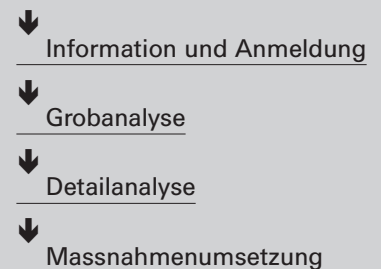 Information und Anmeldung
Grobanalyse
Detailanalyse
Massnahmenumsetzung